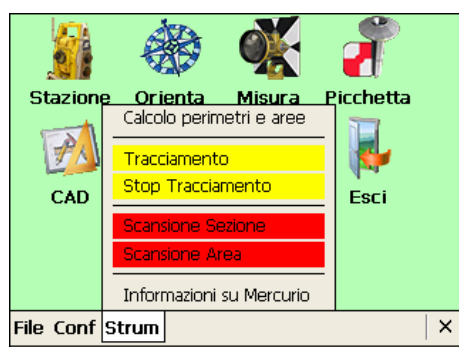 Stazione Orienta Misura Picchetta
Calcolo perimetri e aree
Tracciamento
Stop Tracciamento
CAD Esci
Scansione Sezione
Scansione Area
Informazioni su Mercurio
File Conf Strum ×